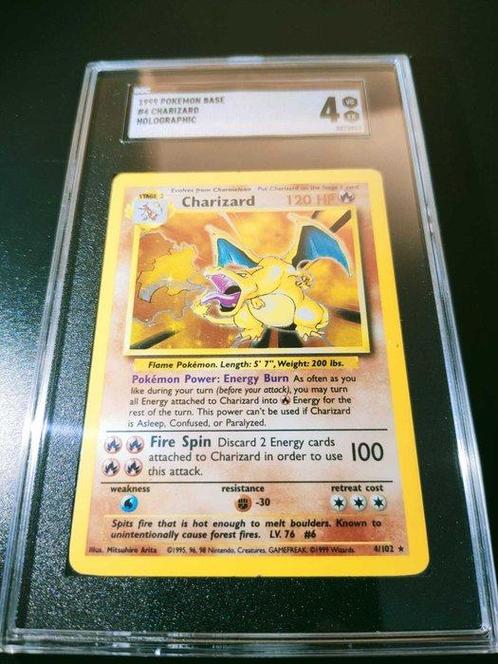 SGC
1999 POKEMON BASE
#4 CHARIZARD
HOLOGRAPHIC
4
VG
EX
STAGE 2
Evolves from Charmeleon Put Charizard on the Stage 1 card
Charizard 120 HP
Flame Pokémon. Length: 5' 7", Weight: 200 lbs.
Pokémon Power: Energy Burn As often as you
like during your turn (before your attack), you may turn
all Energy attached to Charizard into Energy for the
rest of the turn. This power can't be used if Charizard
is Asleep, Confused, or Paralyzed.
Fire Spin Discard 2 Energy cards
attached to Charizard in order to use 100
this attack.
weakness resistance retreat cost
-30
Spits fire that is hot enough to melt boulders. Known to
unintentionally cause forest fires. LV. 76 #6
Illus. Mitsuhiro Arita ©1995, 96, 98 Nintendo, Creatures, GAMEFREAK. ©1999 Wizards. 4/102 ★